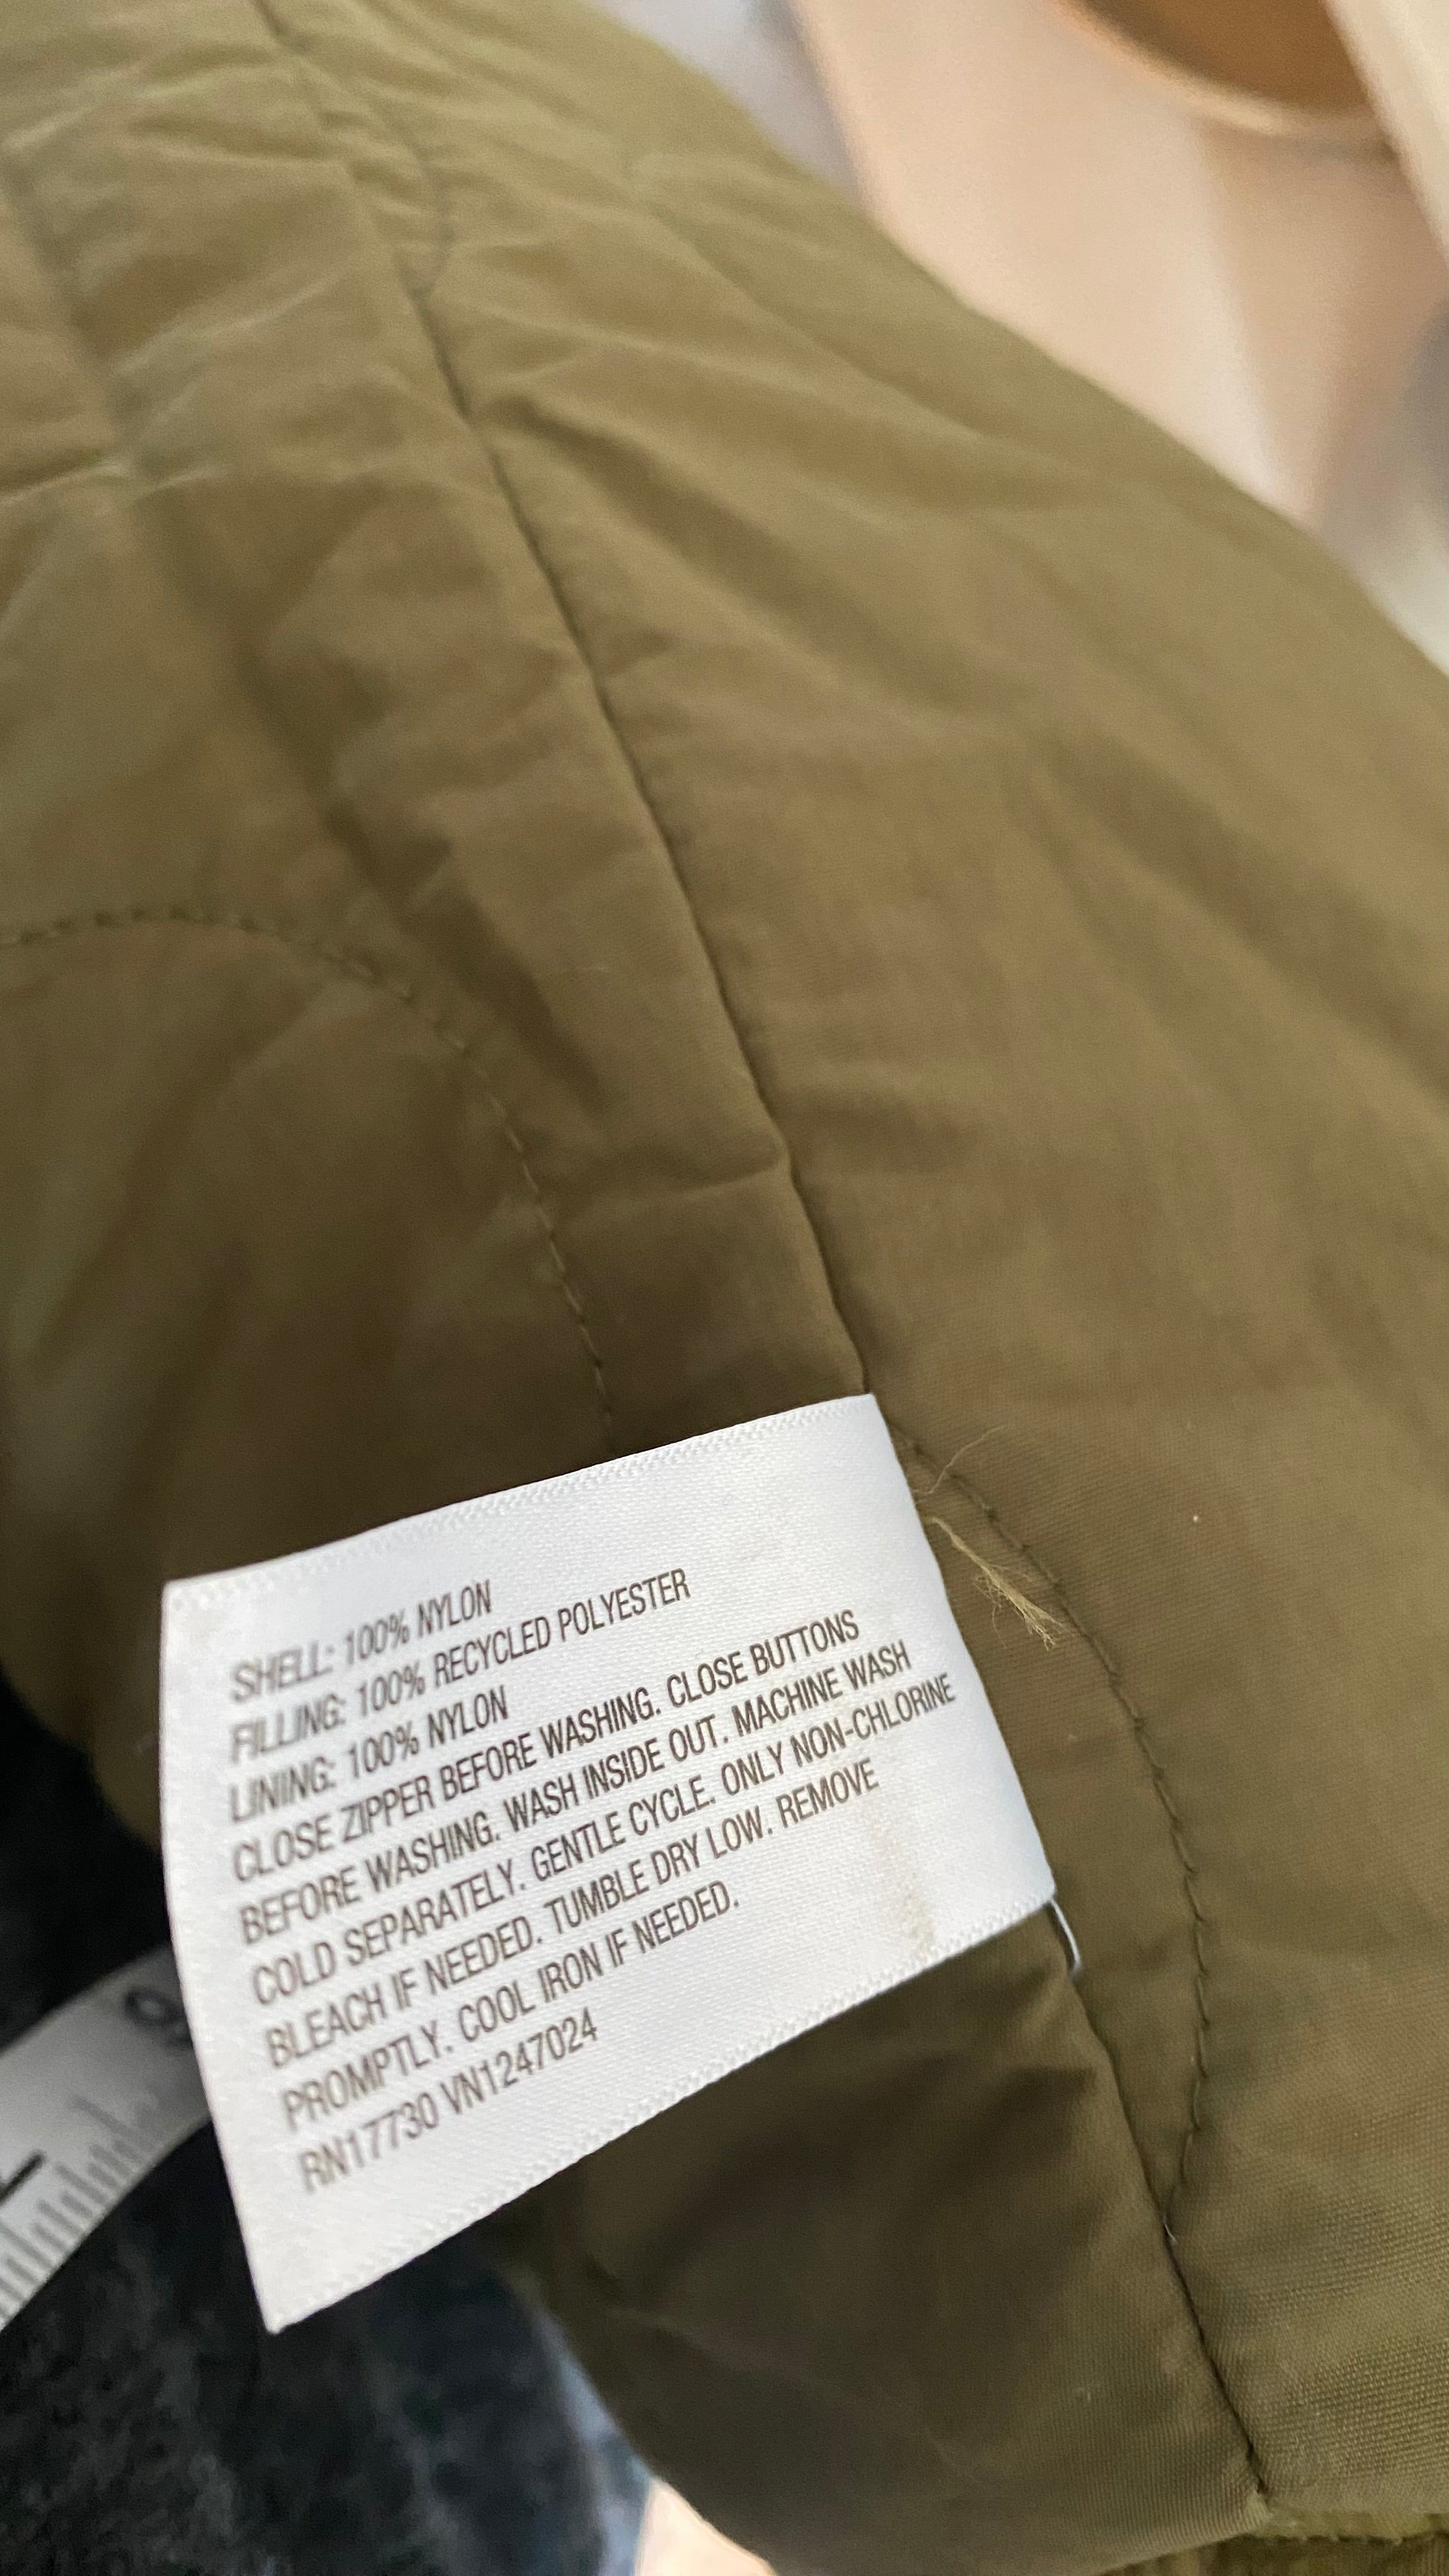 SHELL: 100% NYLON
FILLING: 100% RECYCLED POLYESTER
LINING: 100% NYLON
CLOSE ZIPPER BEFORE WASHING. CLOSE BUTTONS
BEFORE WASHING. WASH INSIDE OUT. MACHINE WASH
COLD SEPARATELY. GENTLE CYCLE. ONLY NON-CHLORINE
BLEACH IF NEEDED. TUMBLE DRY LOW. REMOVE
PROMPTLY. COOL IRON IF NEEDED.
RN17730 VN1247024